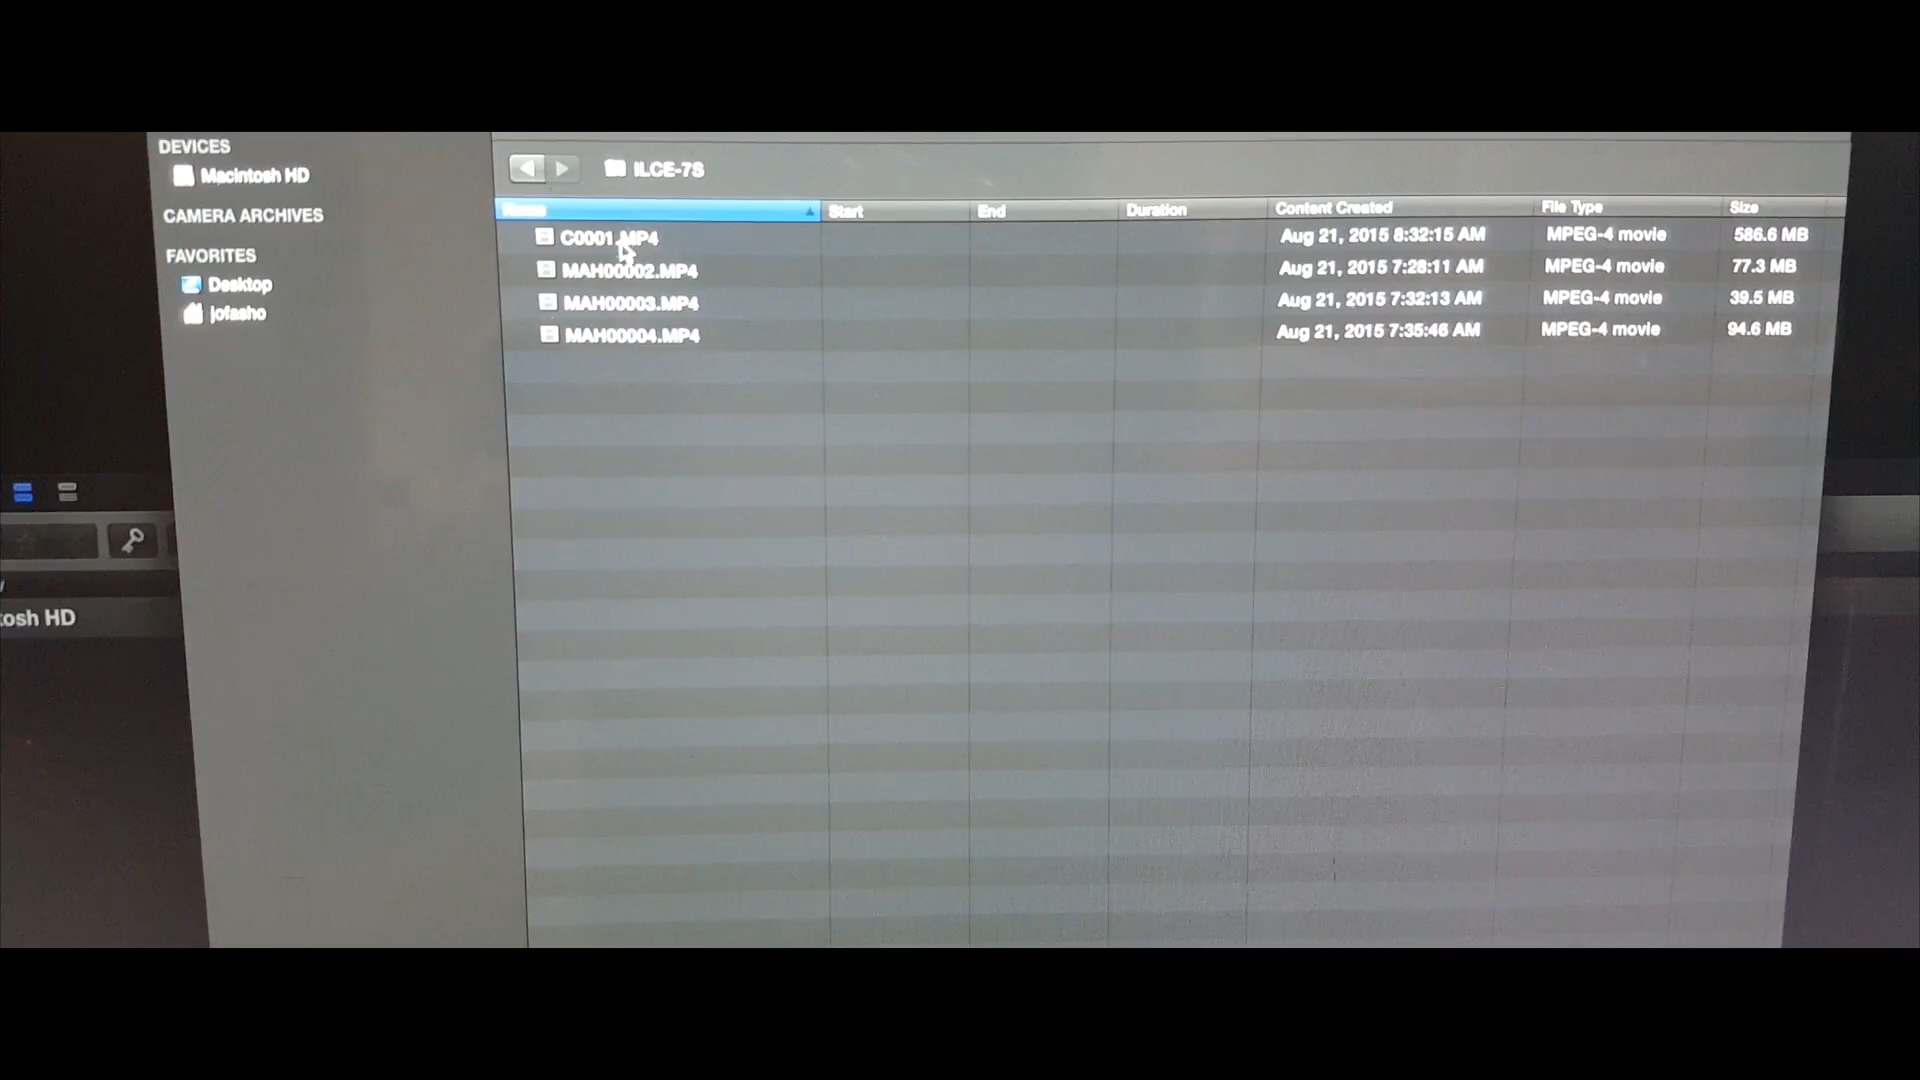 DEVICES
Macintosh HD
CAMERA ARCHIVES
FAVORITES
Desktop
jofasho
ILCE-7S
Name Start End Duration Content Created File Type Size
C0001.MP4 Aug 21, 2015 8:32:15 AM MPEG-4 movie 586.6 MB
MAH00002.MP4 Aug 21, 2015 7:28:11 AM MPEG-4 movie 77.3 MB
MAH00003.MP4 Aug 21, 2015 7:32:13 AM MPEG-4 movie 39.5 MB
MAH00004.MP4 Aug 21, 2015 7:35:46 AM MPEG-4 movie 94.6 MB
tosh HD